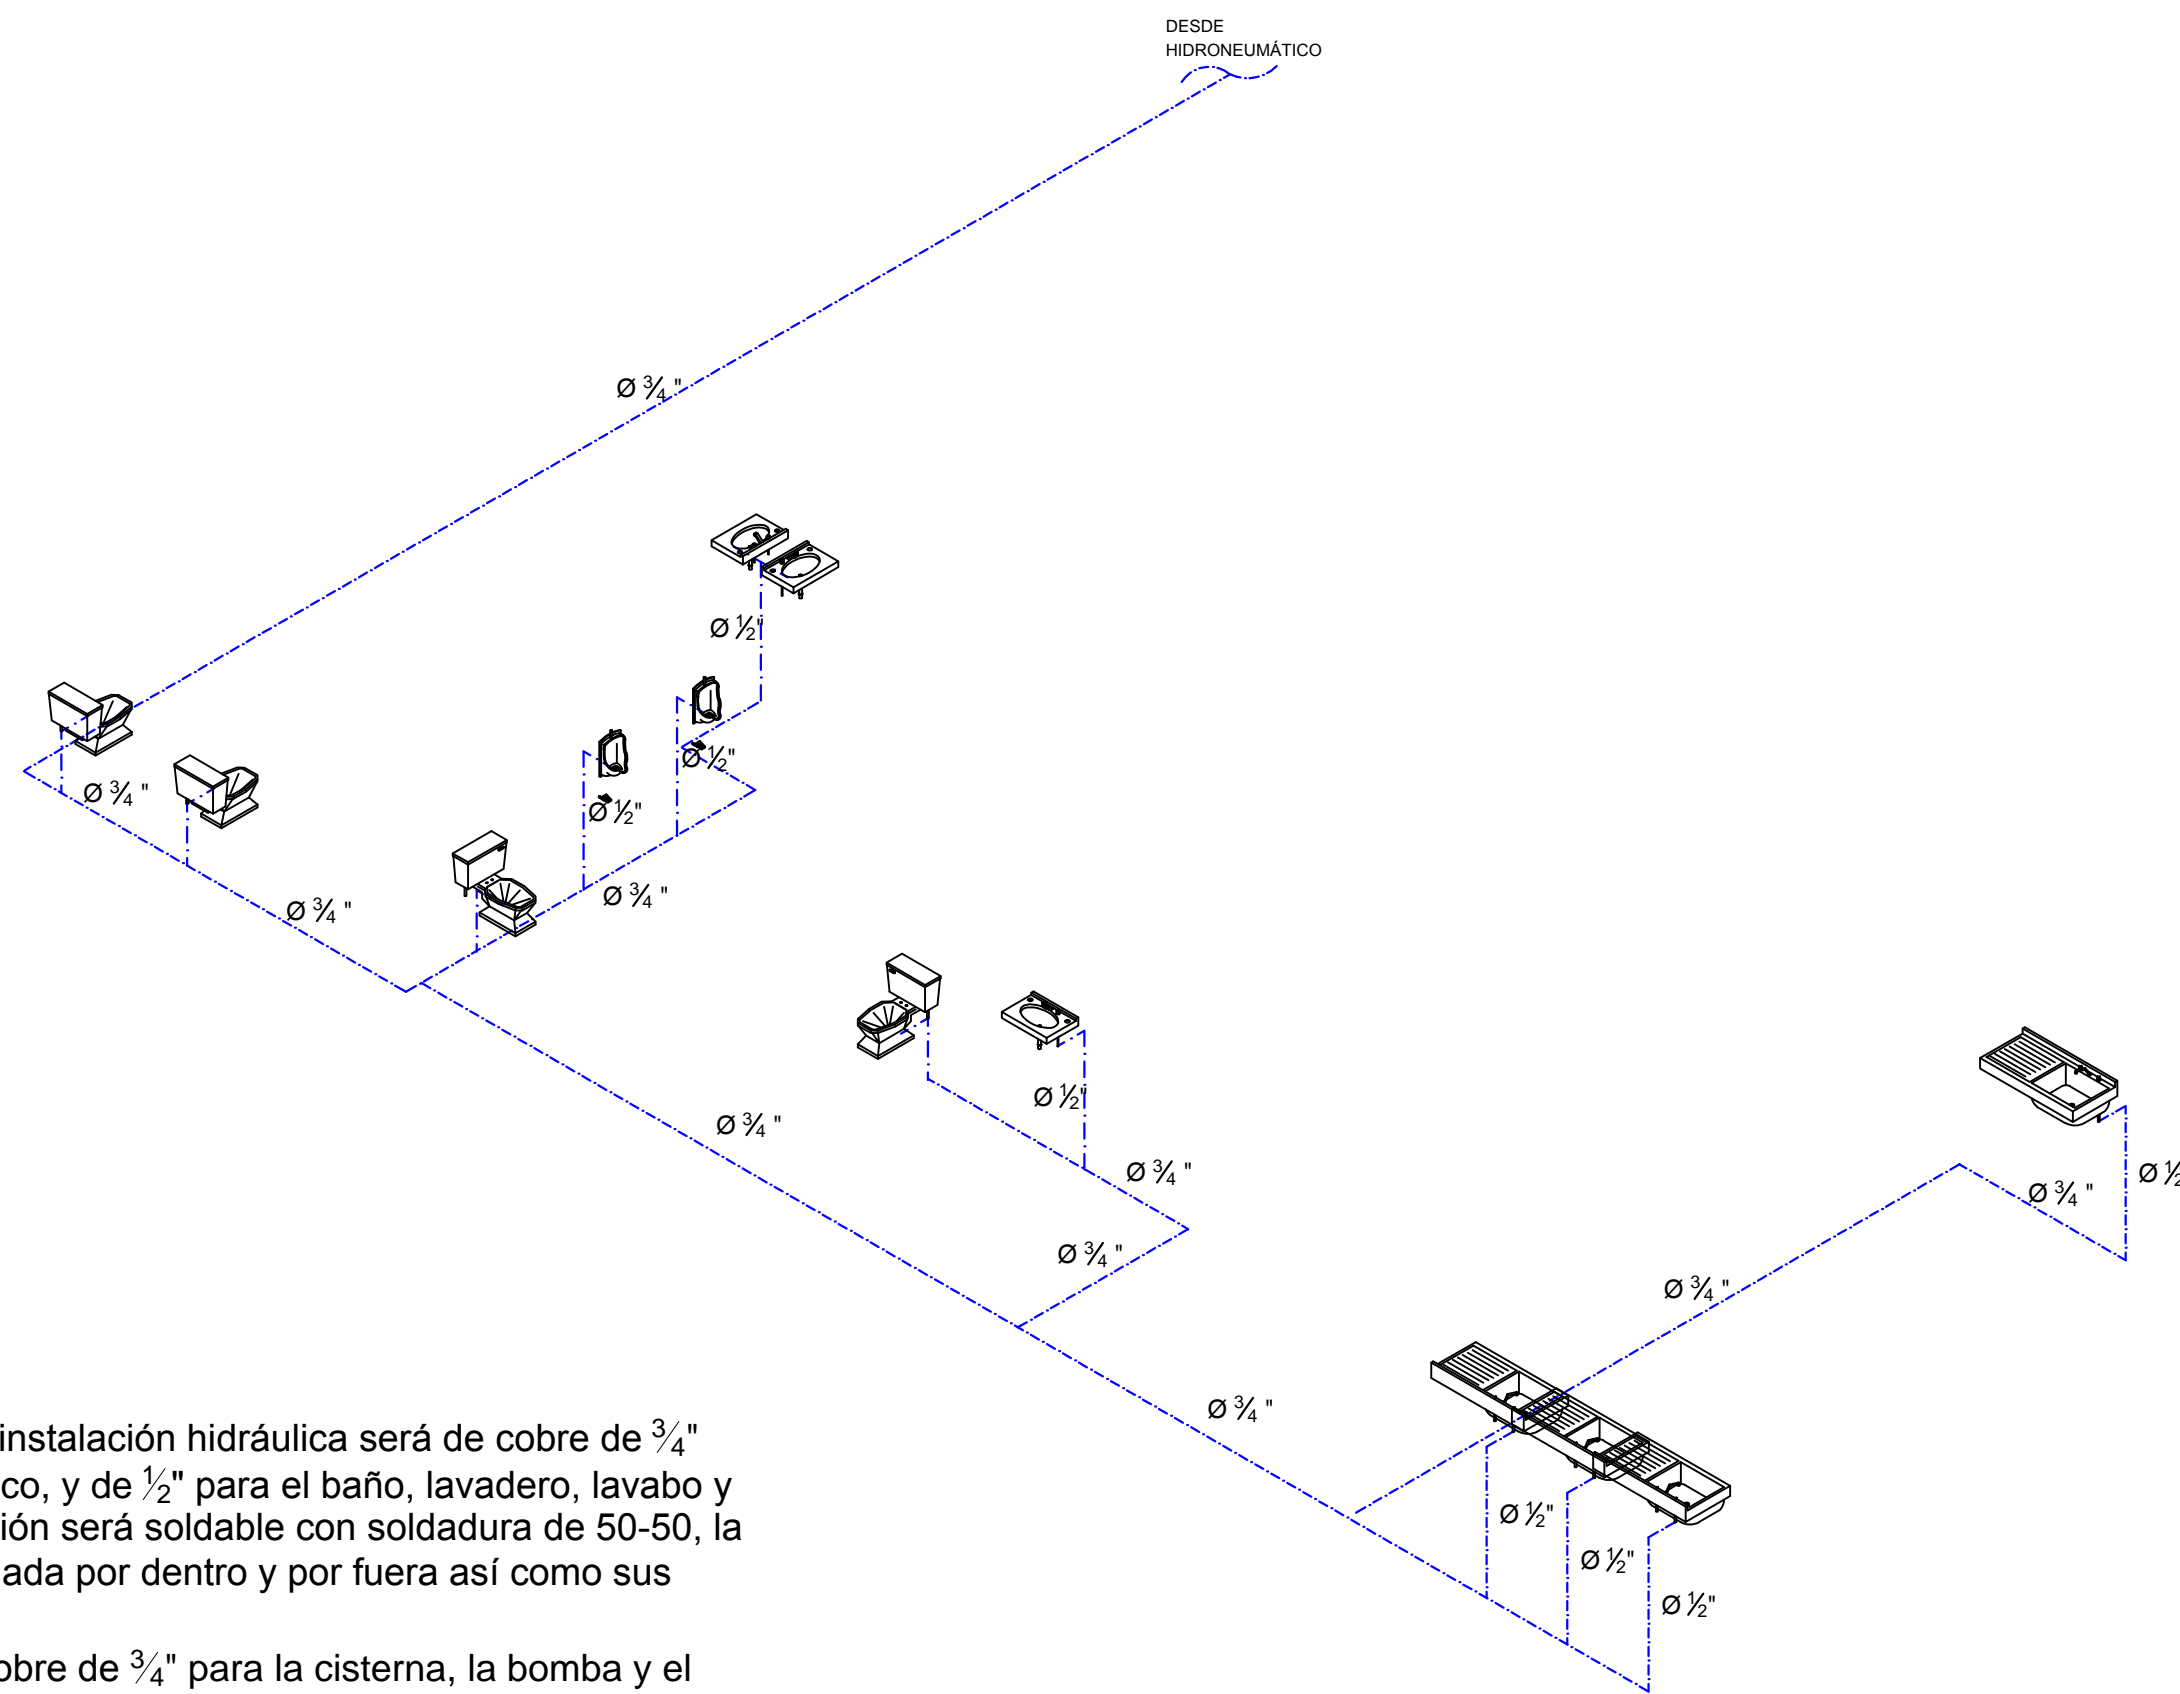 DESDE
HIDRONEUMÁTICO
Ø ¾ "
Ø ½"
Ø ½"
Ø ¾ "
Ø ½"
Ø ¾ "
Ø ¾ "
Ø ½"
Ø ¾ "
Ø ¾ "
Ø ½
Ø ¾ "
Ø ¾ "
Ø ¾ "
Ø ¾ "
Ø ½"
Ø ½"
Ø ½"
instalación hidráulica será de cobre de ¾"
co, y de ½" para el baño, lavadero, lavabo y
ión será soldable con soldadura de 50-50, la
ada por dentro y por fuera así como sus
obre de ¾" para la cisterna, la bomba y el